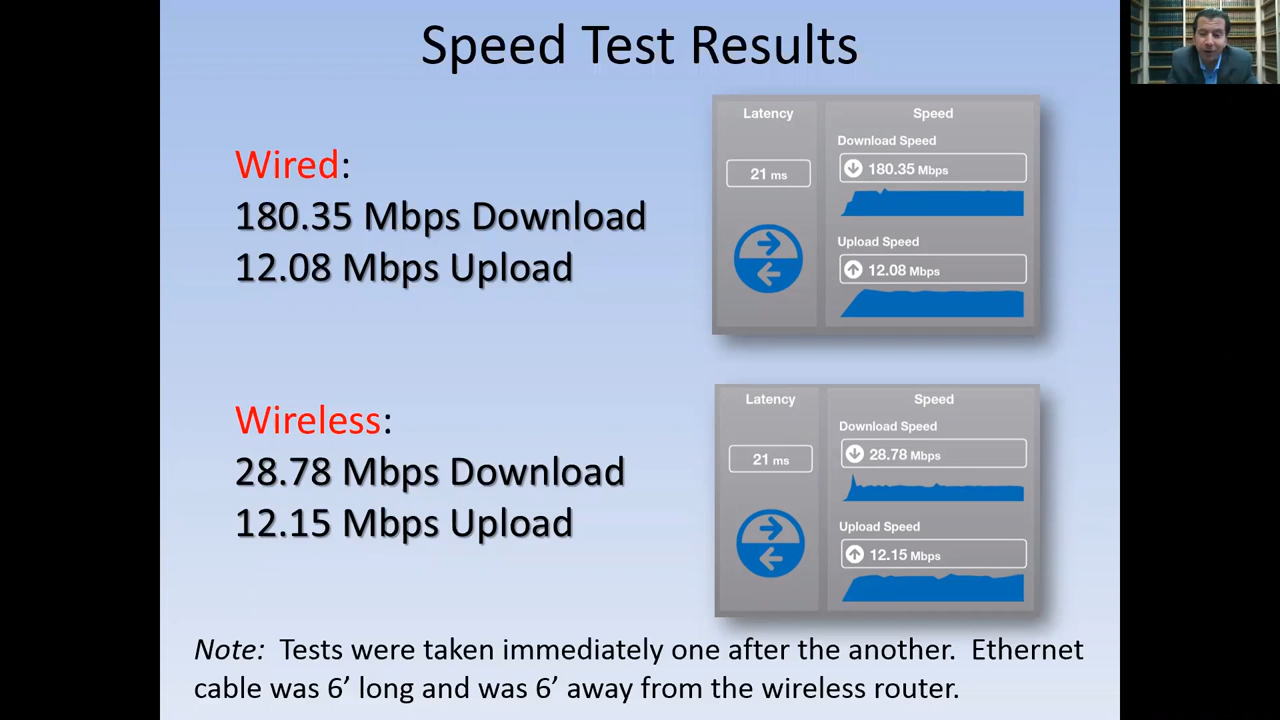 Speed Test Results
Wired:
180.35 Mbps Download
12.08 Mbps Upload
Latency
Speed
Download Speed
21 ms
180.35 Mbps
Upload Speed
12.08 Mbps
Wireless:
28.78 Mbps Download
12.15 Mbps Upload
Latency
Speed
Download Speed
21 ms
28.78 Mbps
Upload Speed
12.15 Mbps
Note: Tests were taken immediately one after the another. Ethernet
cable was 6’ long and was 6’ away from the wireless router.